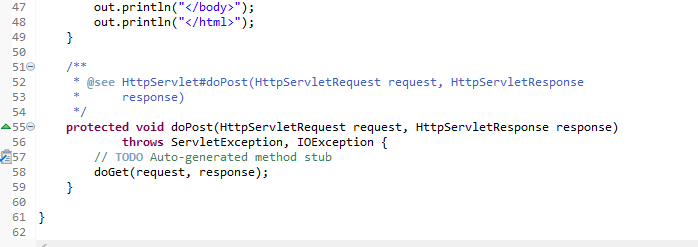 47 out.println("</body>");
48 out.println("</html>");
49 }
50
51 /**
52 * @see HttpServlet#doPost(HttpServletRequest request, HttpServletResponse
53 * response)
54 */
55 protected void doPost(HttpServletRequest request, HttpServletResponse response)
56 throws ServletException, IOException {
57 // TODO Auto-generated method stub
58 doGet(request, response);
59 }
60
61 }
62